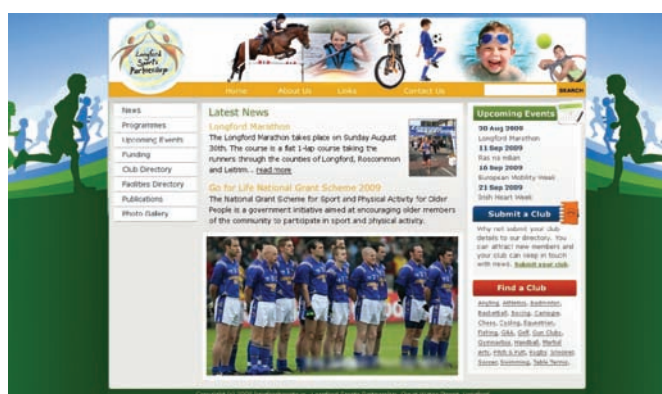 Longford
Sports
Partnership
Home About Us Links Contact Us SEARCH
News
Programmes
Upcoming Events
Funding
Club Directory
Facilities Directory
Publications
Photo Gallery
Latest News
Longford Marathon
The Longford Marathon takes place on Sunday August
30th. The course is a flat 1-lap course taking the
runners through the counties of Longford, Roscommon
and Leitrim... read more
Go for Life National Grant Scheme 2009
The National Grant Scheme for Sport and Physical Activity for Older
People is a government initiative aimed at encouraging older members
of the community to participate in sport and physical activity.
Upcoming Events
30 Aug 2009
Longford Marathon
11 Sep 2009
Ras na mban
16 Sep 2009
European Mobility Week
21 Sep 2009
Irish Heart Week
Submit a Club
Why not submit your club
details to our directory. You
can attract new members and
your club can keep in touch
with news. Submit your club.
Find a Club
Angling, Athletics, Badminton,
Basketball, Boxing, Camogie,
Chess, Cycling, Equestrian,
Fishing, GAA, Golf, Gun Clubs,
Gymnastics, Handball, Martial
Arts, Pitch & Putt, Rugby,
Soccer, Swimming, Table Tennis,